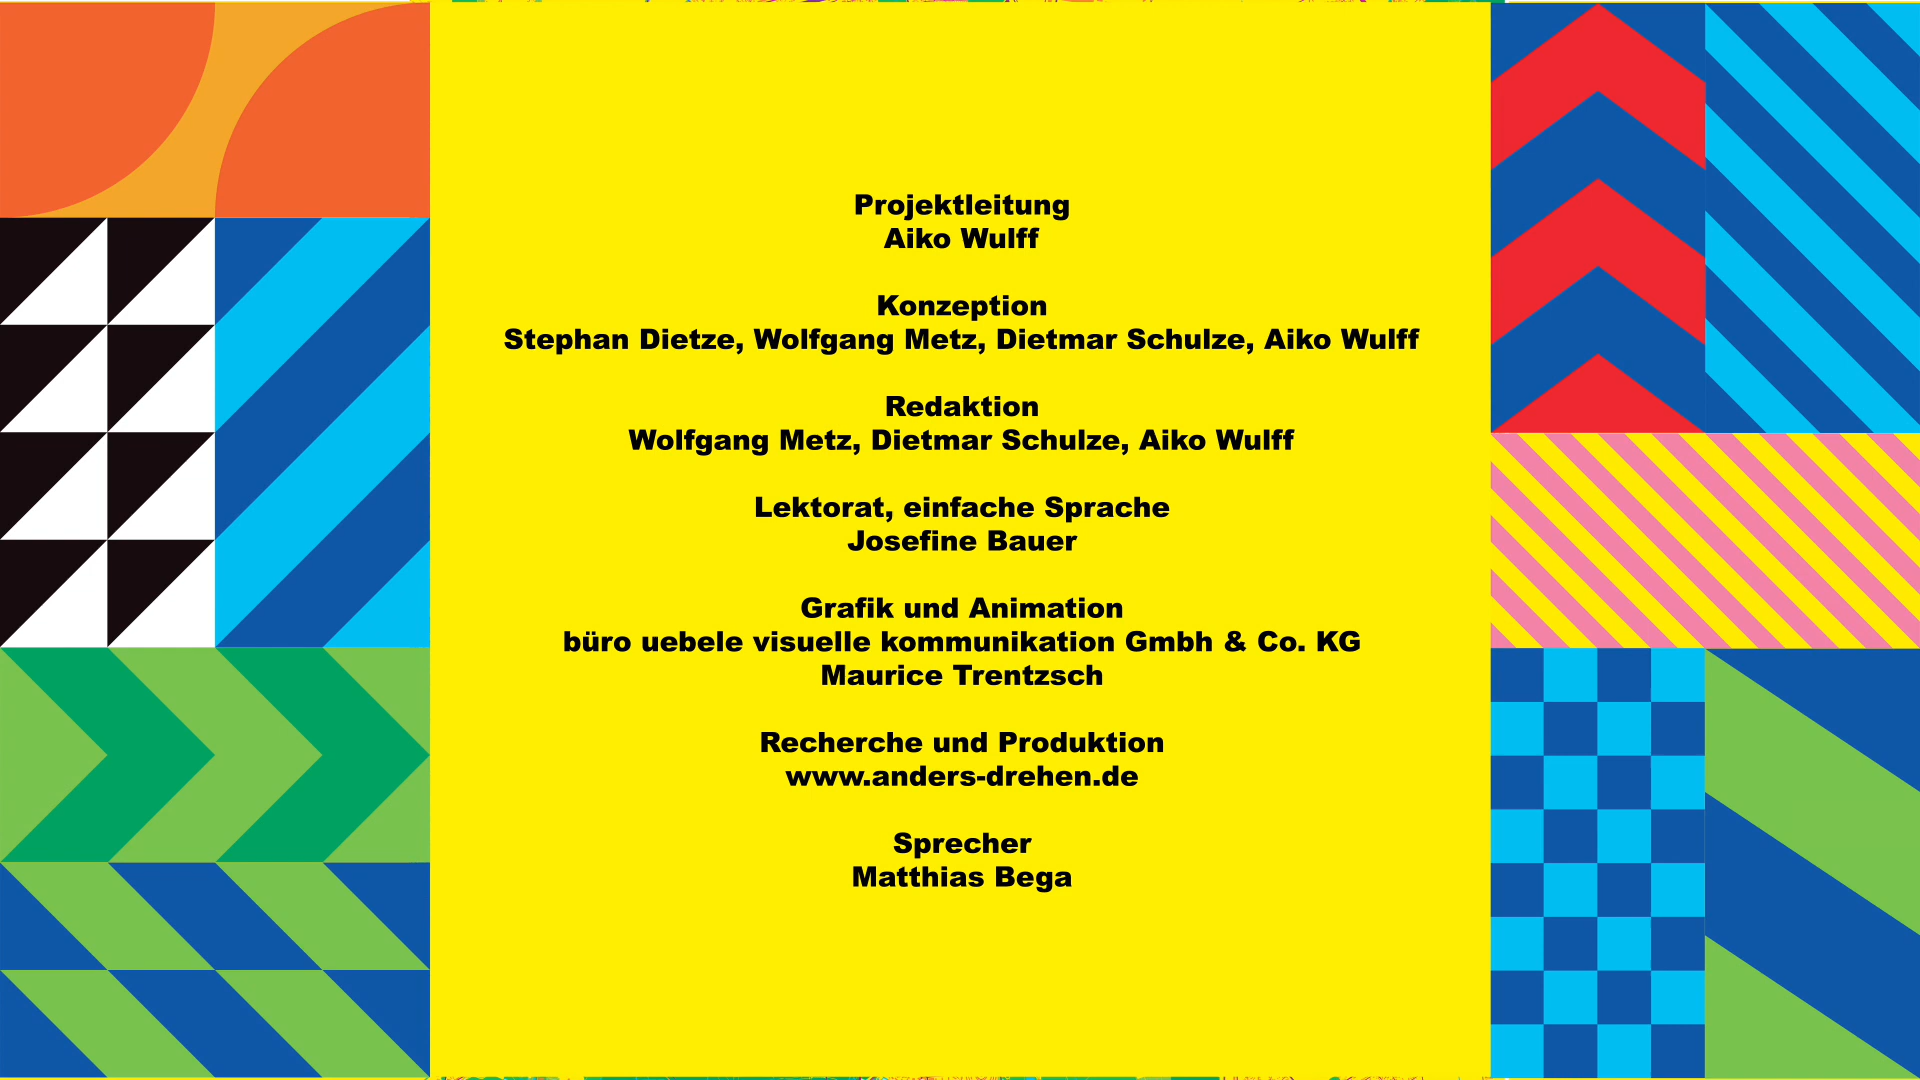 Projektleitung
Aiko Wulff
Konzeption
Stephan Dietze, Wolfgang Metz, Dietmar Schulze, Aiko Wulff
Redaktion
Wolfgang Metz, Dietmar Schulze, Aiko Wulff
Lektorat, einfache Sprache
Josefine Bauer
Grafik und Animation
büro uebele visuelle kommunikation Gmbh & Co. KG
Maurice Trentzsch
Recherche und Produktion
www.anders-drehen.de
Sprecher
Matthias Bega